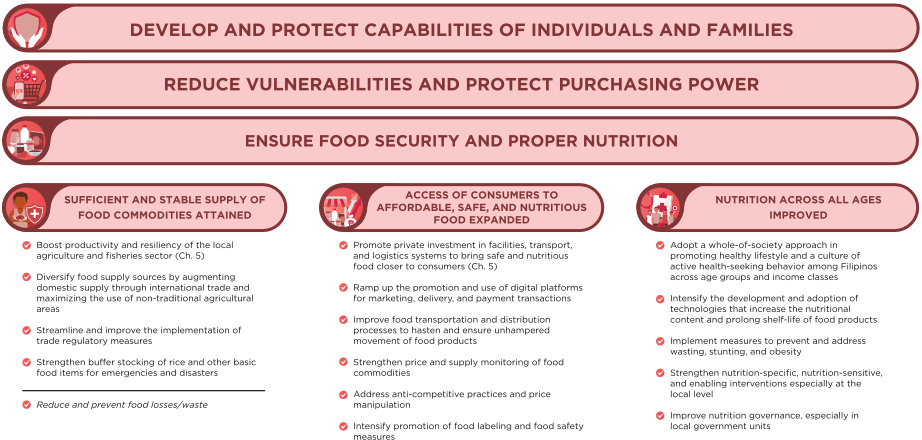 DEVELOP AND PROTECT CAPABILITIES OF INDIVIDUALS AND FAMILIES
REDUCE VULNERABILITIES AND PROTECT PURCHASING POWER
ENSURE FOOD SECURITY AND PROPER NUTRITION
SUFFICIENT AND STABLE SUPPLY OF
FOOD COMMODITIES ATTAINED
Boost productivity and resiliency of the local
agriculture and fisheries sector (Ch. 5)
Diversify food supply sources by augmenting
domestic supply through international trade and
maximizing the use of non-traditional agricultural
areas
Streamline and improve the implementation of
trade regulatory measures
Strengthen buffer stocking of rice and other basic
food items for emergencies and disasters
Reduce and prevent food losses/waste
ACCESS OF CONSUMERS TO
AFFORDABLE, SAFE, AND NUTRITIOUS
FOOD EXPANDED
Promote private investment in facilities, transport,
and logistics systems to bring safe and nutritious
food closer to consumers (Ch. 5)
Ramp up the promotion and use of digital platforms
for marketing, delivery, and payment transactions
Improve food transportation and distribution
processes to hasten and ensure unhampered
movement of food products
Strengthen price and supply monitoring of food
commodities
Address anti-competitive practices and price
manipulation
Intensify promotion of food labeling and food safety
measures
NUTRITION ACROSS ALL AGES
IMPROVED
Adopt a whole-of-society approach in
promoting healthy lifestyle and a culture of
active health-seeking behavior among Filipinos
across age groups and income classes
Intensify the development and adoption of
technologies that increase the nutritional
content and prolong shelf-life of food products
Implement measures to prevent and address
wasting, stunting, and obesity
Strengthen nutrition-specific, nutrition-sensitive,
and enabling interventions especially at the
local level
Improve nutrition governance, especially in
local government units